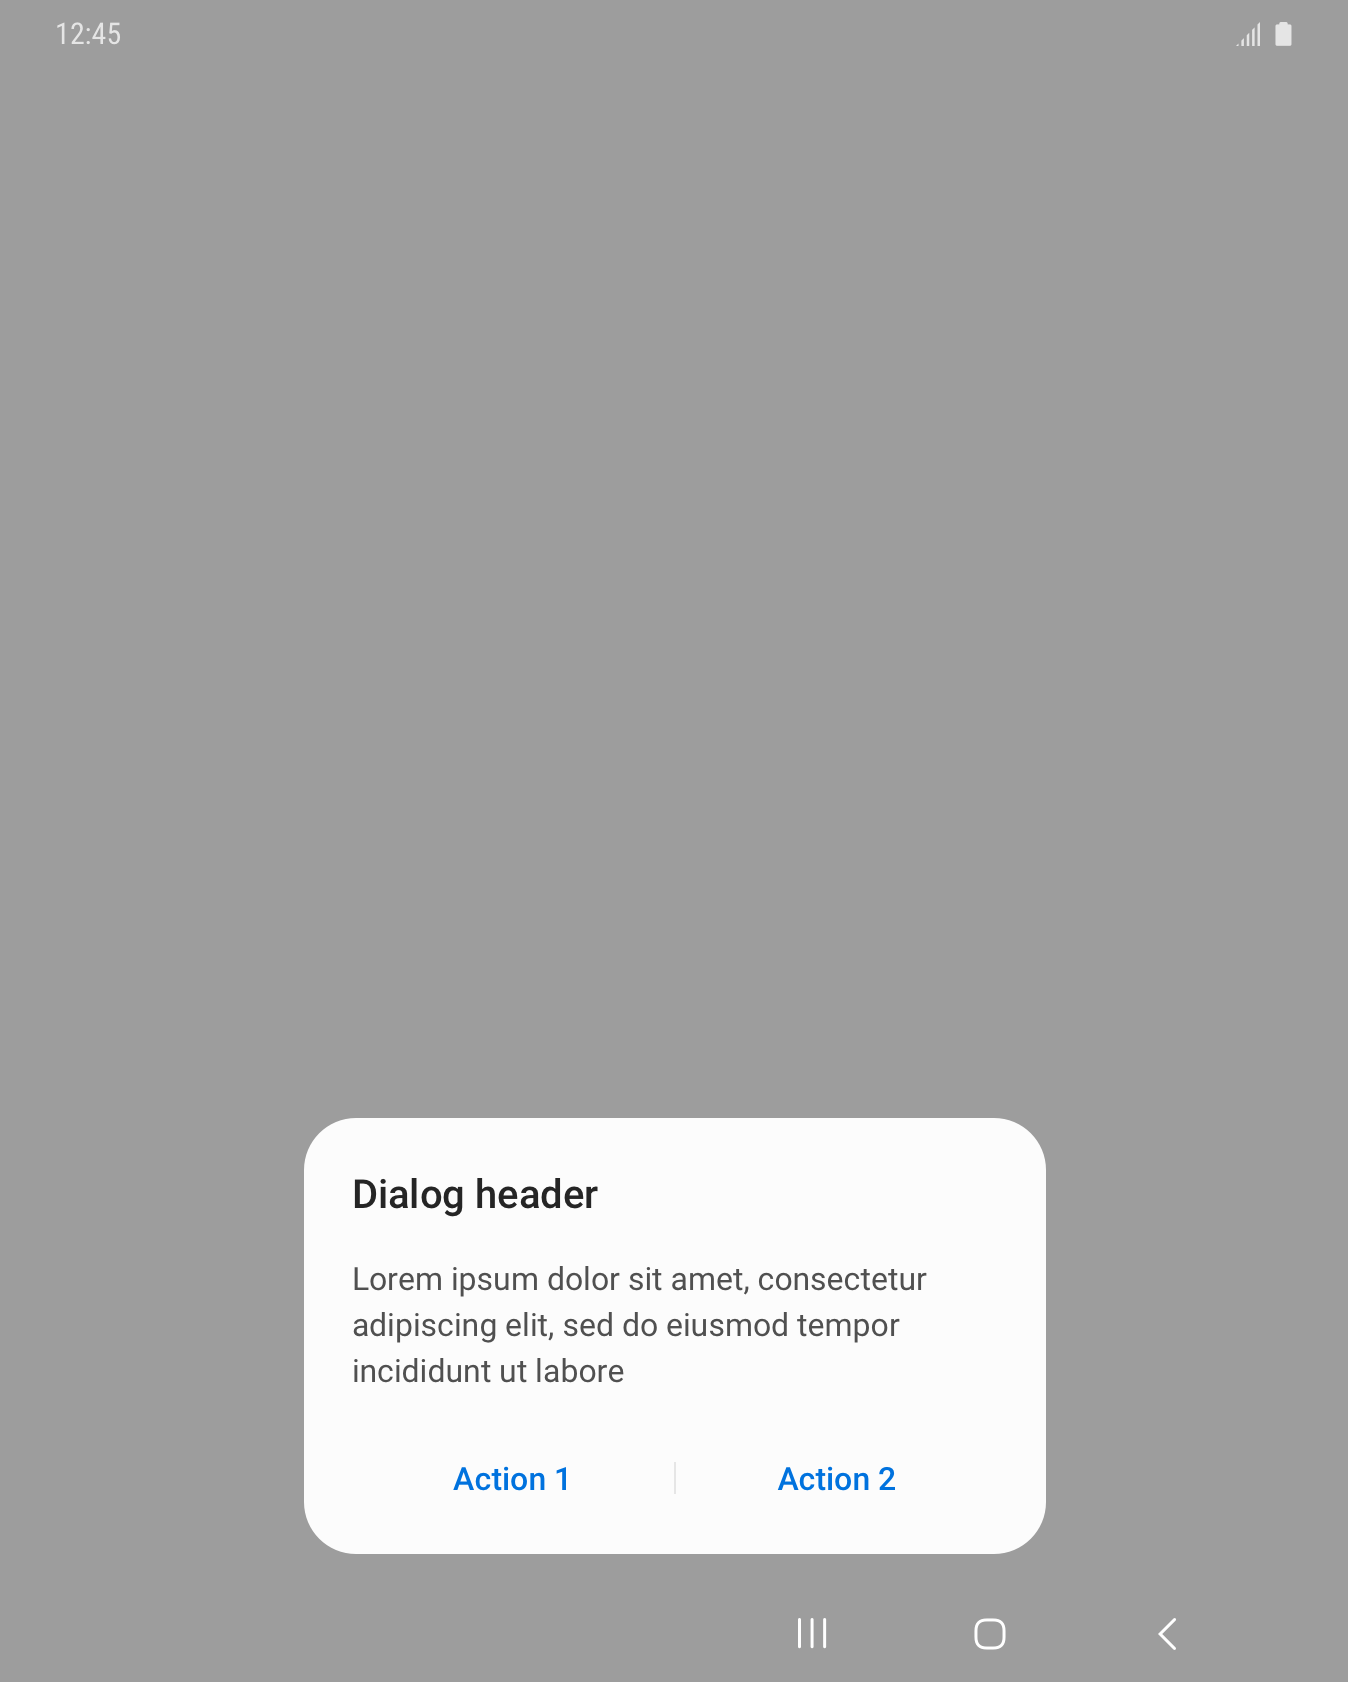 12:45
Dialog header
Lorem ipsum dolor sit amet, consectetur
adipiscing elit, sed do eiusmod tempor
incididunt ut labore
Action 1
Action 2